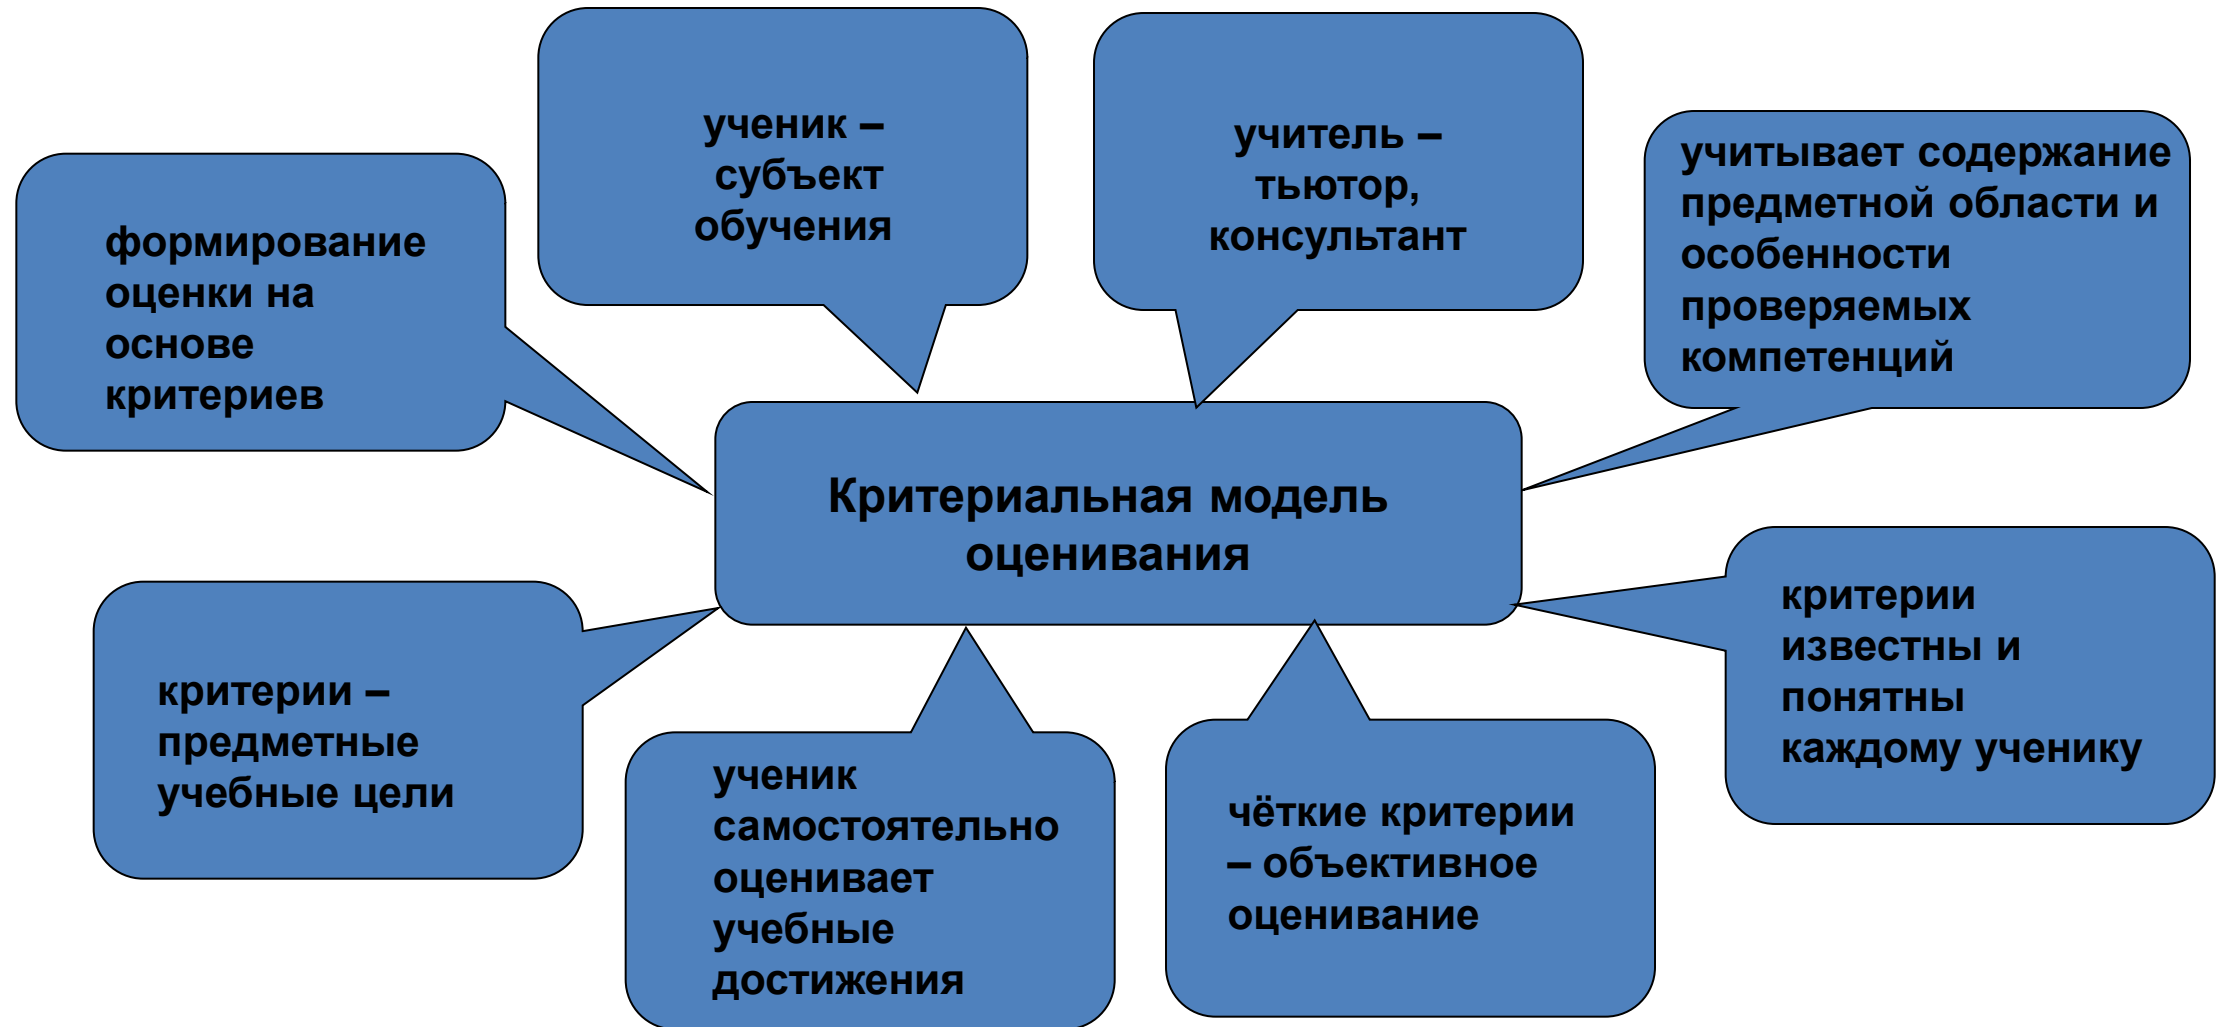 ученик –
субъект
обучения
учитель –
тьютор,
консультант
учитывает содержание
предметной области и
особенности
проверяемых
компетенций
формирование
оценки на
основе
критериев
Критериальная модель
оценивания
критерии –
предметные
учебные цели
ученик
самостоятельно
оценивает
учебные
достижения
чёткие критерии
– объективное
оценивание
критерии
известны и
понятны
каждому ученику